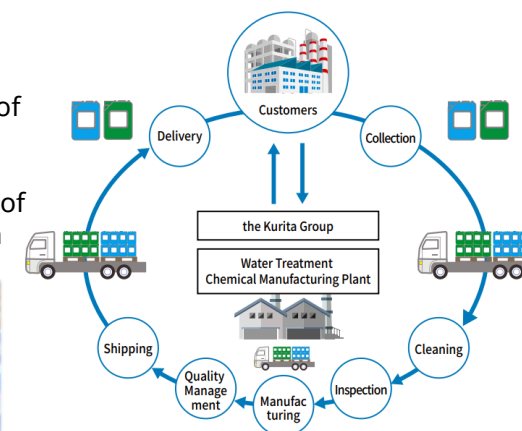 of
of
Customers
Delivery
Collection
the Kurita Group
Water Treatment
Chemical Manufacturing Plant
Shipping
Cleaning
Quality
Manage
ment
Inspection
Manufac
turing